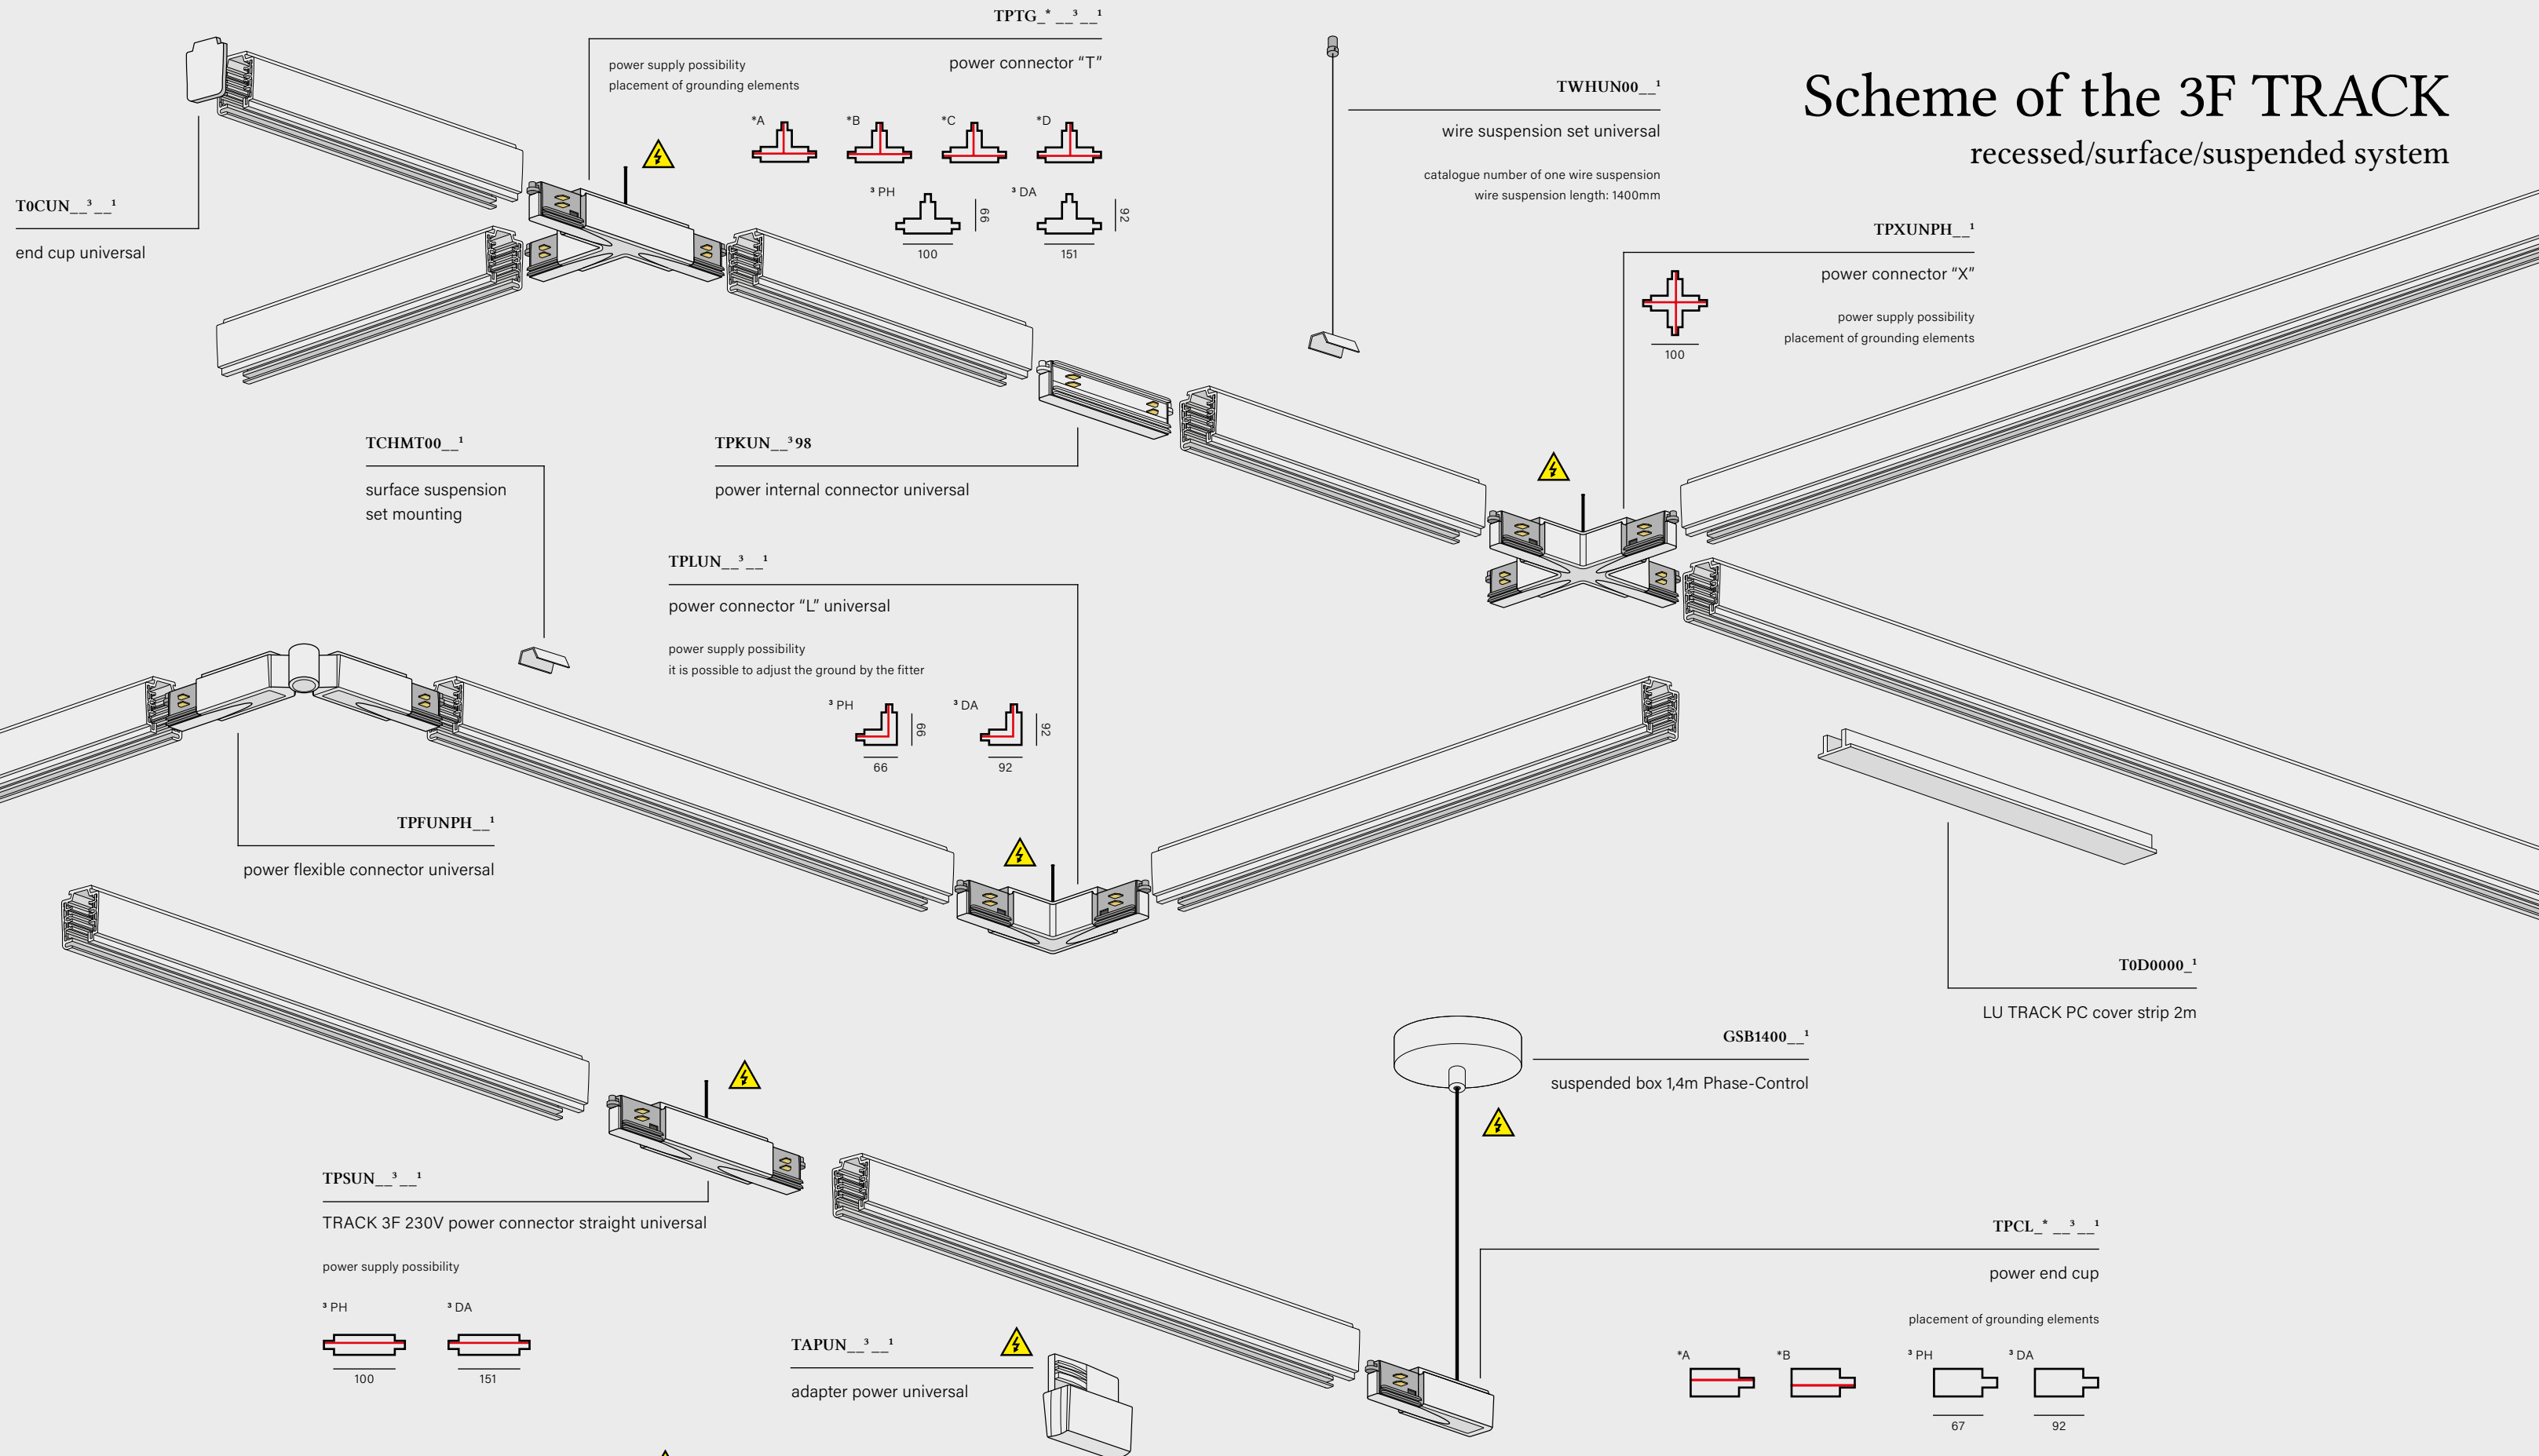 Scheme of the 3F TRACK
recessed/surface/suspended system
TPTG_*__³__¹
power connector “T”
power supply possibility
placement of grounding elements
*A
*B
*C
*D
³ PH
66
100
³ DA
92
151
TWHUN00__¹
wire suspension set universal
catalogue number of one wire suspension
wire suspension length: 1400mm
T0CUN__³__¹
end cup universal
TPXUNPH__¹
power connector “X”
power supply possibility
placement of grounding elements
100
TCHMT00__¹
surface suspension
set mounting
TPKUN__³98
power internal connector universal
TPLUN__³__¹
power connector “L” universal
power supply possibility
it is possible to adjust the ground by the fitter
³ PH
66
66
³ DA
92
92
TPFUNPH__¹
power flexible connector universal
T0D0000_¹
LU TRACK PC cover strip 2m
GSB1400__¹
suspended box 1,4m Phase-Control
TPSUN__³__¹
TRACK 3F 230V power connector straight universal
power supply possibility
³ PH
100
³ DA
151
TAPUN__³__¹
adapter power universal
TPCL_*__³__¹
power end cup
placement of grounding elements
*A
*B
³ PH
67
³ DA
92